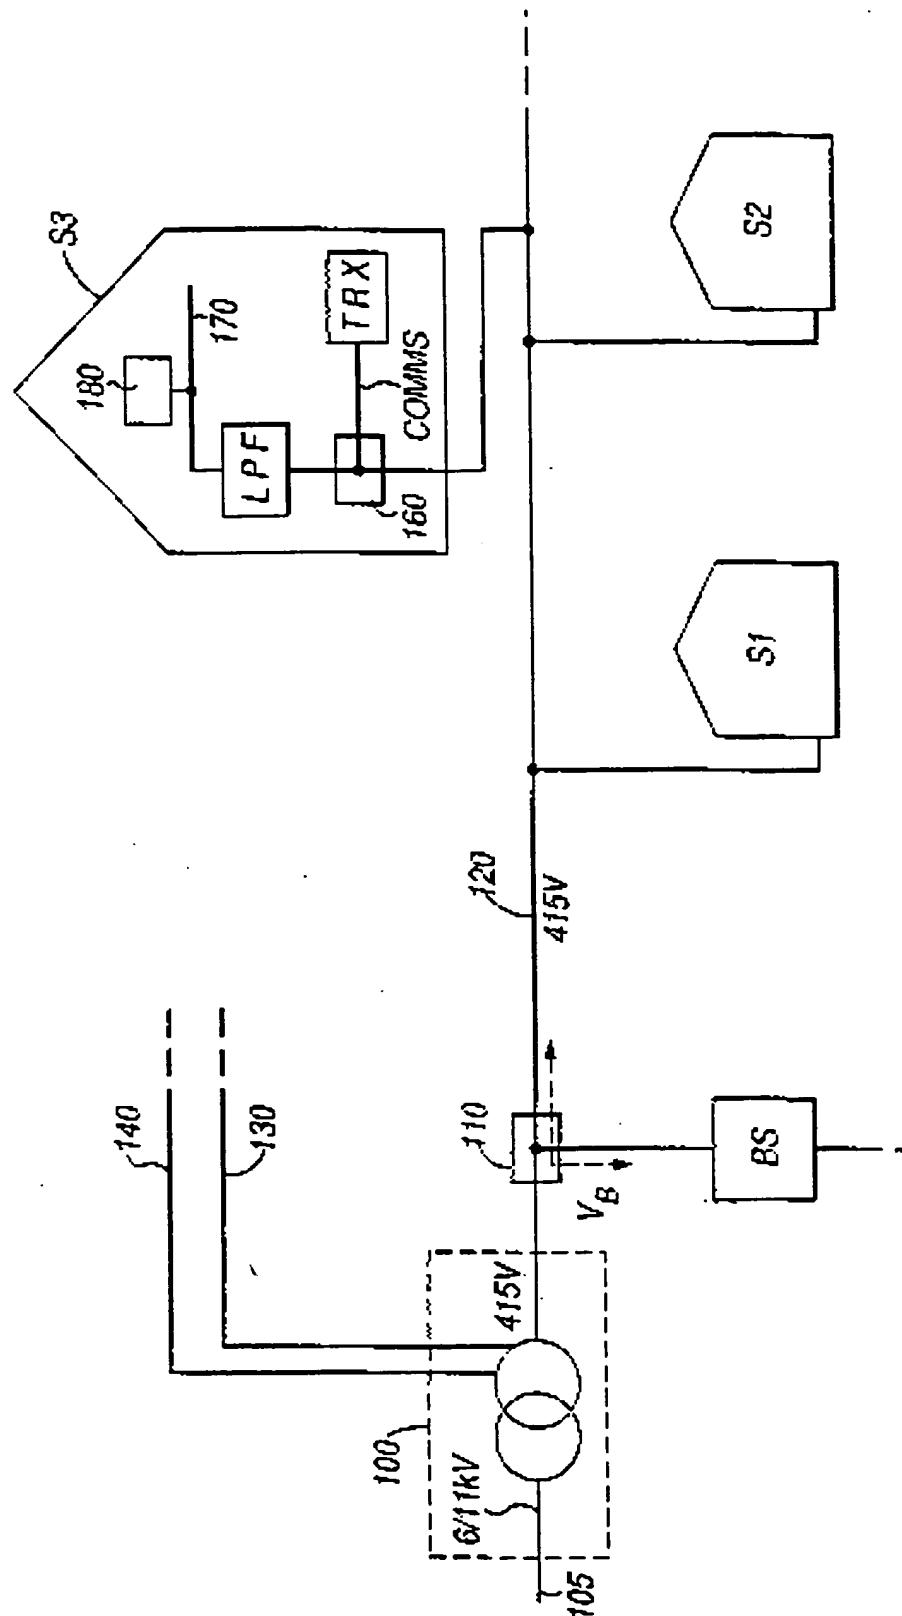 S3
180
170
LPF
TRX
COMMS
160
140
130
110
120
415V
S1
S2
100
415V
6/11kV
105
V_B
BS